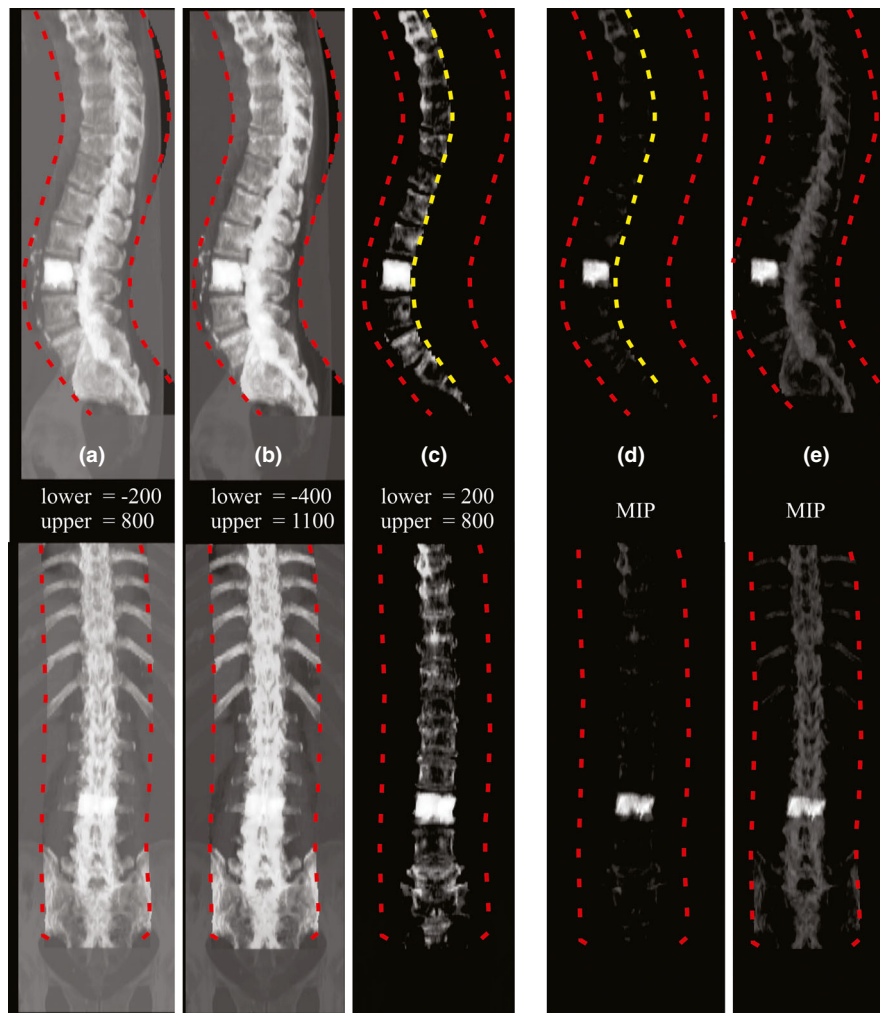 (a) (b) (c) (d) (e)
lower = -200 lower = -400 lower = 200
upper = 800 upper = 1100 upper = 800
MIP MIP